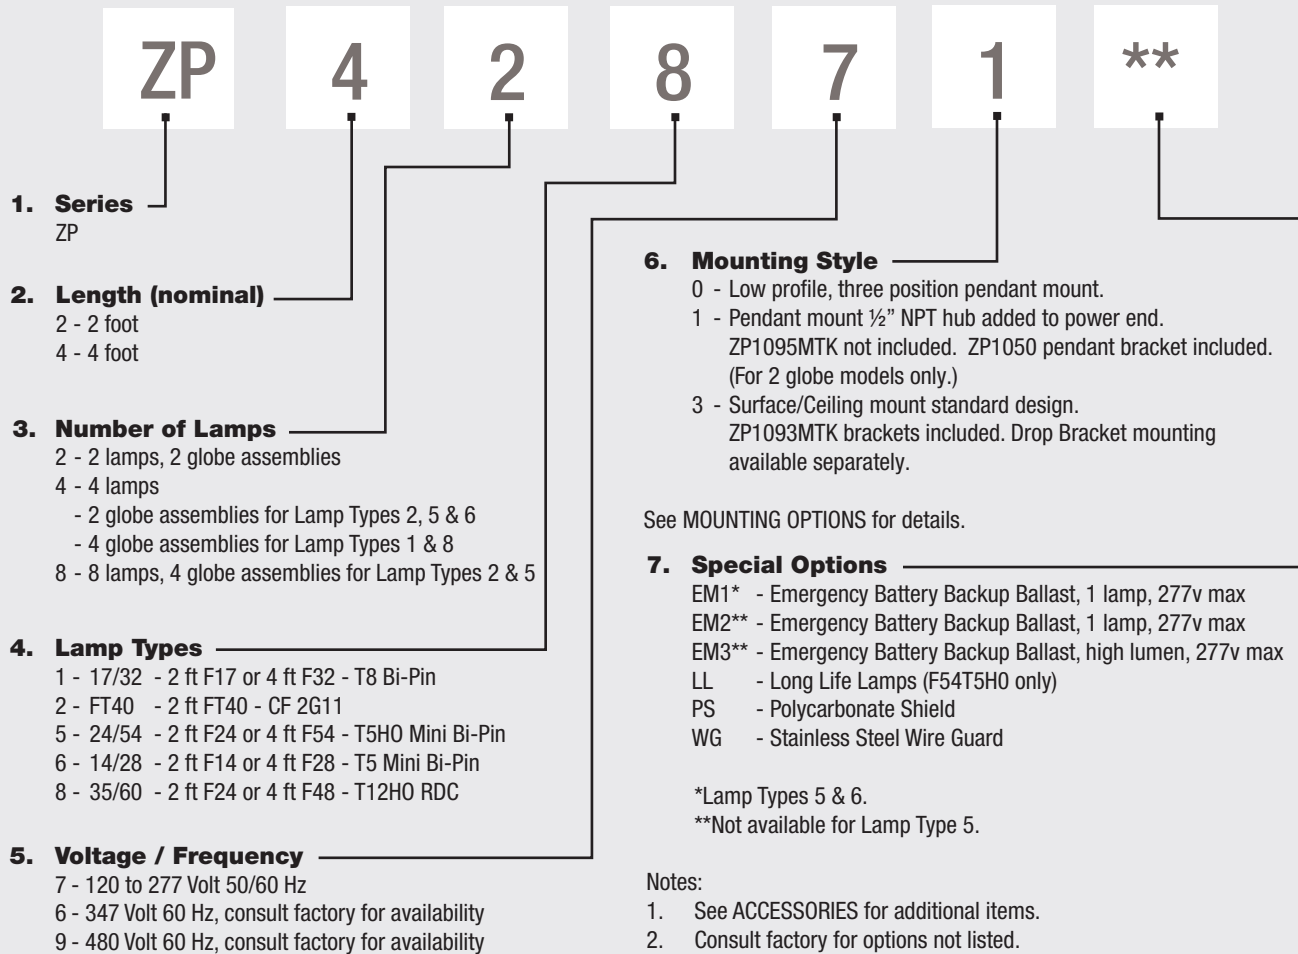 ZP 4 2 8 7 1 **
1. Series
ZP
2. Length (nominal)
2 - 2 foot
4 - 4 foot
3. Number of Lamps
2 - 2 lamps, 2 globe assemblies
4 - 4 lamps
- 2 globe assemblies for Lamp Types 2, 5 & 6
- 4 globe assemblies for Lamp Types 1 & 8
8 - 8 lamps, 4 globe assemblies for Lamp Types 2 & 5
4. Lamp Types
1 - 17/32 - 2 ft F17 or 4 ft F32 - T8 Bi-Pin
2 - FT40 - 2 ft FT40 - CF 2G11
5 - 24/54 - 2 ft F24 or 4 ft F54 - T5HO Mini Bi-Pin
6 - 14/28 - 2 ft F14 or 4 ft F28 - T5 Mini Bi-Pin
8 - 35/60 - 2 ft F24 or 4 ft F48 - T12HO RDC
5. Voltage / Frequency
7 - 120 to 277 Volt 50/60 Hz
6 - 347 Volt 60 Hz, consult factory for availability
9 - 480 Volt 60 Hz, consult factory for availability
6. Mounting Style
0 - Low profile, three position pendant mount.
1 - Pendant mount ½” NPT hub added to power end.
ZP1095MTK not included. ZP1050 pendant bracket included.
(For 2 globe models only.)
3 - Surface/Ceiling mount standard design.
ZP1093MTK brackets included. Drop Bracket mounting
available separately.
See MOUNTING OPTIONS for details.
7. Special Options
EM1* - Emergency Battery Backup Ballast, 1 lamp, 277v max
EM2** - Emergency Battery Backup Ballast, 1 lamp, 277v max
EM3** - Emergency Battery Backup Ballast, high lumen, 277v max
LL - Long Life Lamps (F54T5H0 only)
PS - Polycarbonate Shield
WG - Stainless Steel Wire Guard
*Lamp Types 5 & 6.
**Not available for Lamp Type 5.
Notes:
1. See ACCESSORIES for additional items.
2. Consult factory for options not listed.